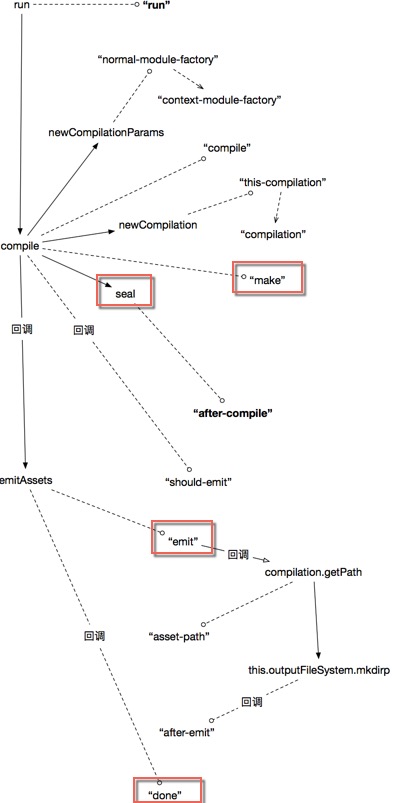 run
“run”
“normal-module-factory”
“context-module-factory”
newCompilationParams
“compile”
“this-compilation”
newCompilation
“compilation”
compile
“make”
seal
回调
回调
“after-compile”
“should-emit”
emitAssets
“emit”
回调
compilation.getPath
“asset-path”
回调
this.outputFileSystem.mkdirp
回调
“after-emit”
“done”